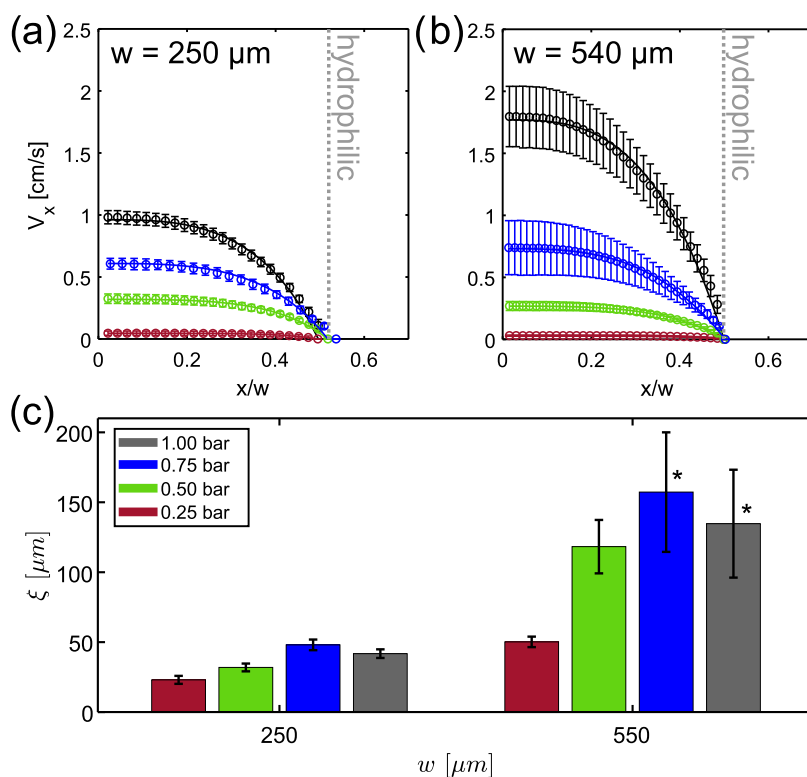 (a)
w = 250 μm
hydrophilic
2.5
2
1.5
1
0.5
0
V_x [cm/s]
0
0.2
0.4
0.6
x/w
(b)
w = 540 μm
hydrophilic
2.5
2
1.5
1
0.5
0
0
0.2
0.4
0.6
x/w
(c)
200
150
100
50
0
ξ [μm]
1.00 bar
0.75 bar
0.50 bar
0.25 bar
*
*
250
550
w [μm]